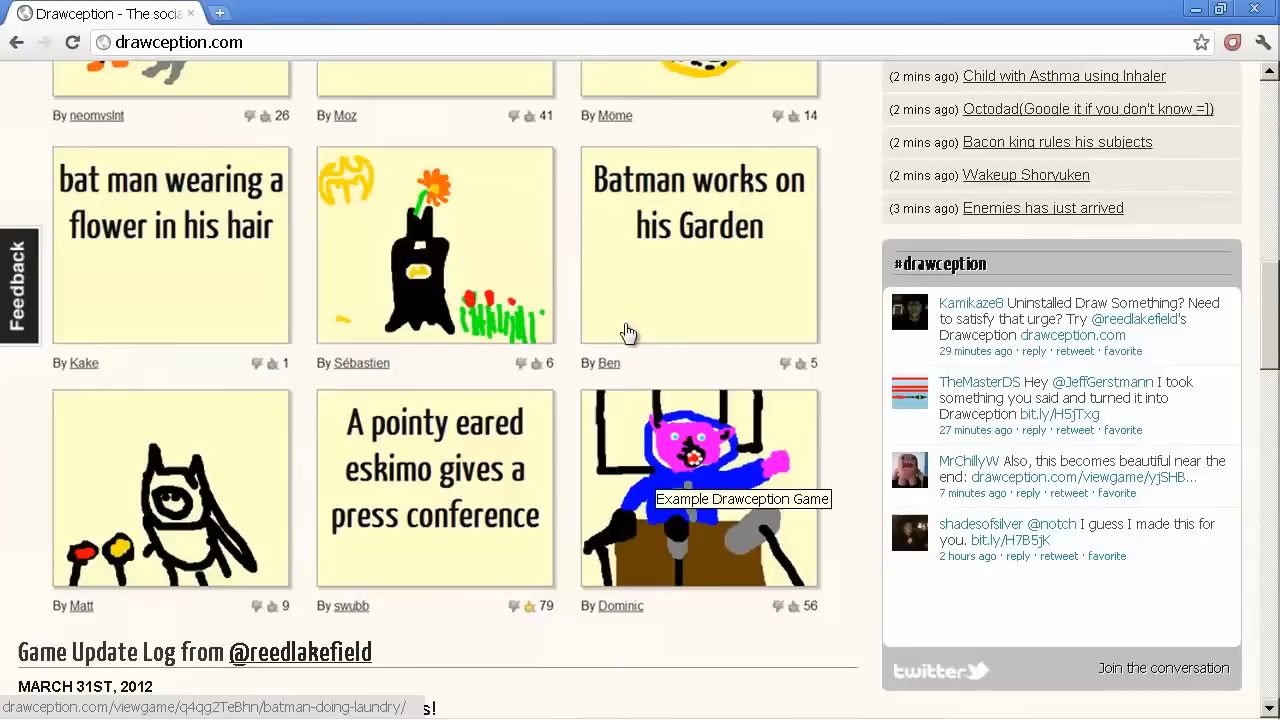 Drawception - The socia
drawception.com
By neomvslnt 26
By Moz 41
By Möme 14
bat man wearing a
flower in his hair
Batman works on
his Garden
By Kake 1
By Sébastien 6
By Ben 5
A pointy eared
eskimo gives a
press conference
Example Drawception Game
By Matt 9
By swubb 79
By Dominic 56
Game Update Log from @reedlakefield
MARCH 31ST, 2012
drawception.com/viewgame/q4qg2TeBhn/batman-doing-laundry/
s!
Feedback
(2 mins ago) Child with Asthma using Inhaler
(2 mins ago) Octodad(Google it if you don't know =])
(2 mins ago) Bacon king rules his subjects
(2 mins ago) Wakeup Shoryuken
(3 mins ago) Enemies has just arrived
#drawception
KamikazeB Uninstalled Draw Something, need
to satisfy that urge? Try @reedlakefield's
Drawception drawception.com
29 minutes ago · reply · retweet · favorite
TheMasterDS Hey @JeffGerstmann I took
something you said and turned it into
Drawception bit.ly/H5JTxg
27 minutes ago · reply · retweet · favorite
MrChillyW Also, this becomes beautiful near the
end: drawception.com/viewgame/yjSHB...
7 minutes ago · reply · retweet · favorite
shadesofsilver @notch I guess I made this for
you. bit.ly/H7B5jK
2 hours ago · reply · retweet · favorite
twitter
Join the conversation